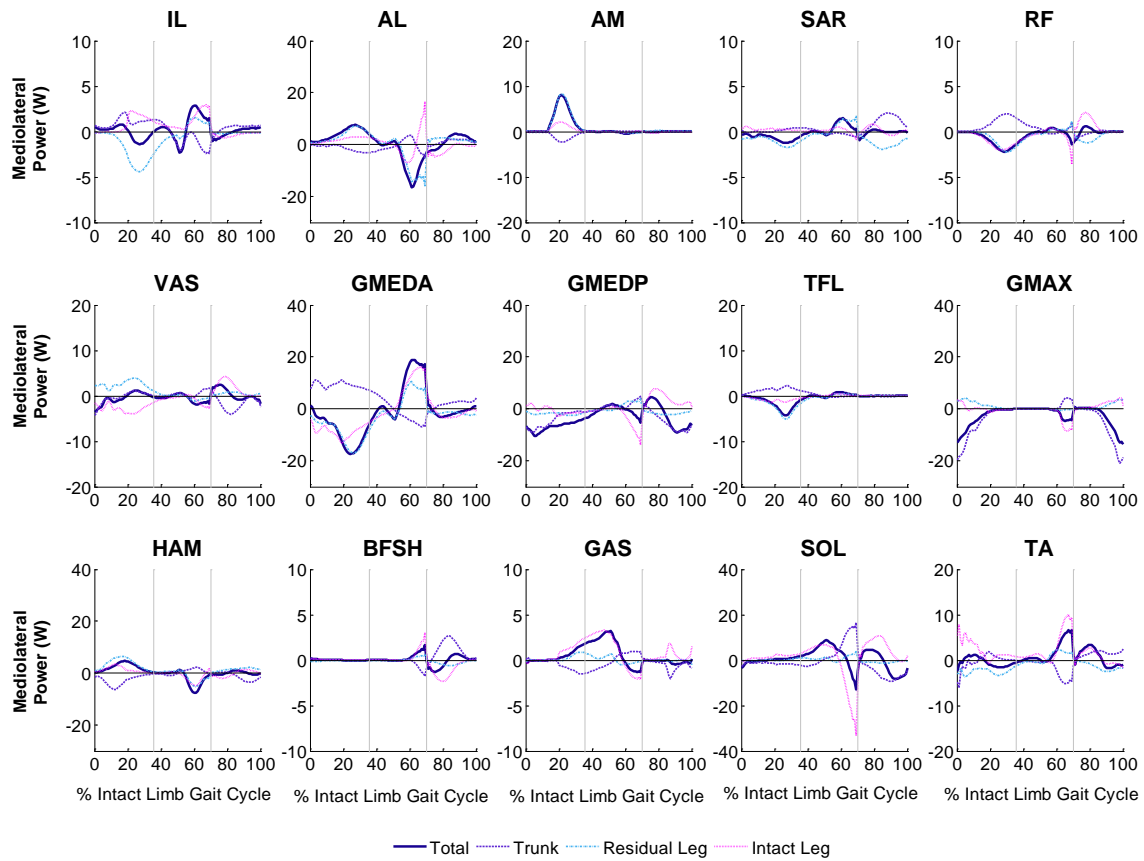 IL AL AM SAR RF
Mediolateral
Power (W)
10 40 20 10 10
5 20 10 5 5
0 0 0 0 0
-5 -20 -10 -5 -5
-10 -20 -10 -10
0 20 40 60 80 100 0 20 40 60 80 100 0 20 40 60 80 100 0 20 40 60 80 100 0 20 40 60 80 100
VAS GMEDA GMEDP TFL GMAX
Mediolateral
Power (W)
20 40 40 20 40
10 20 20 10 20
0 0 0 0 0
-10 -20 -20 -10 -20
-20 -20
0 20 40 60 80 100 0 20 40 60 80 100 0 20 40 60 80 100 0 20 40 60 80 100 0 20 40 60 80 100
HAM BFSH GAS SOL TA
Mediolateral
Power (W)
40 10 10 40 20
20 5 5 20 10
0 0 0 0 0
-20 -5 -5 -20 -10
-10 -10 -40 -20
0 20 40 60 80 100 0 20 40 60 80 100 0 20 40 60 80 100 0 20 40 60 80 100 0 20 40 60 80 100
% Intact Limb Gait Cycle % Intact Limb Gait Cycle % Intact Limb Gait Cycle
Total Trunk Residual Leg Intact Leg